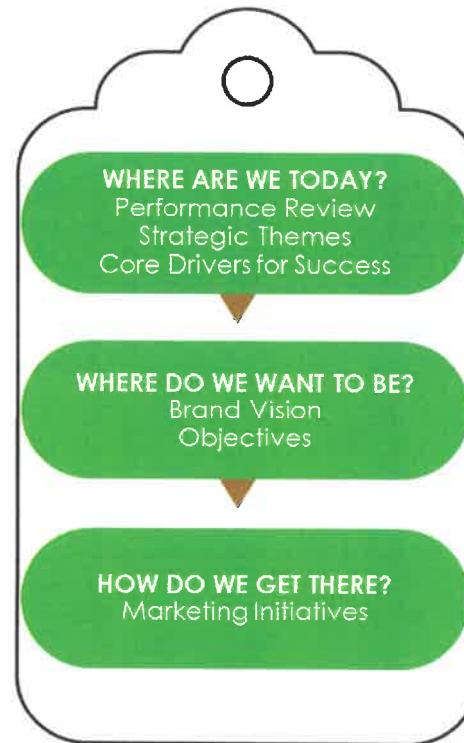 WHERE ARE WE TODAY?
Performance Review
Strategic Themes
Core Drivers for Success
WHERE DO WE WANT TO BE?
Brand Vision
Objectives
HOW DO WE GET THERE?
Marketing Initiatives